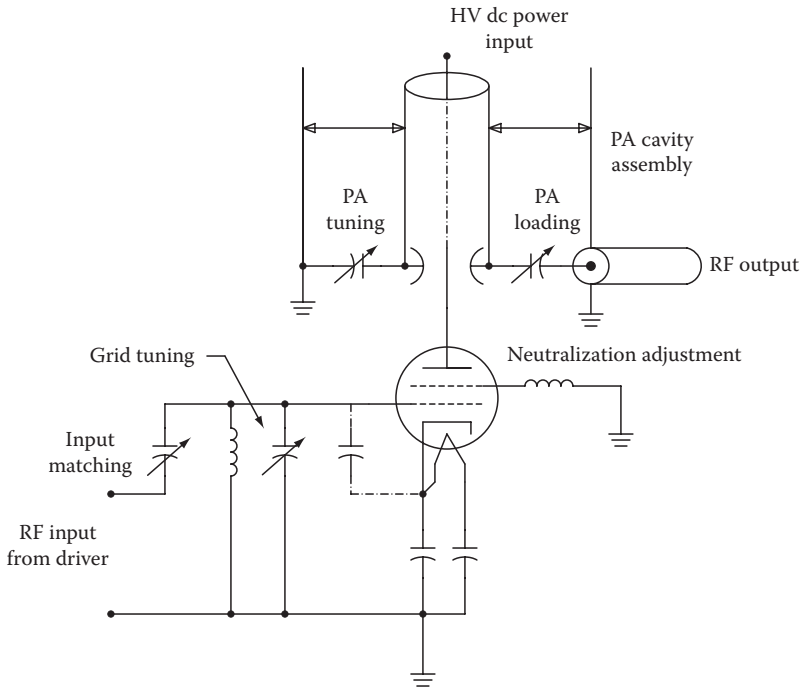 HV dc power
input
PA cavity
assembly
PA
tuning
PA
loading
RF output
Grid tuning
Neutralization adjustment
Input
matching
RF input
from driver